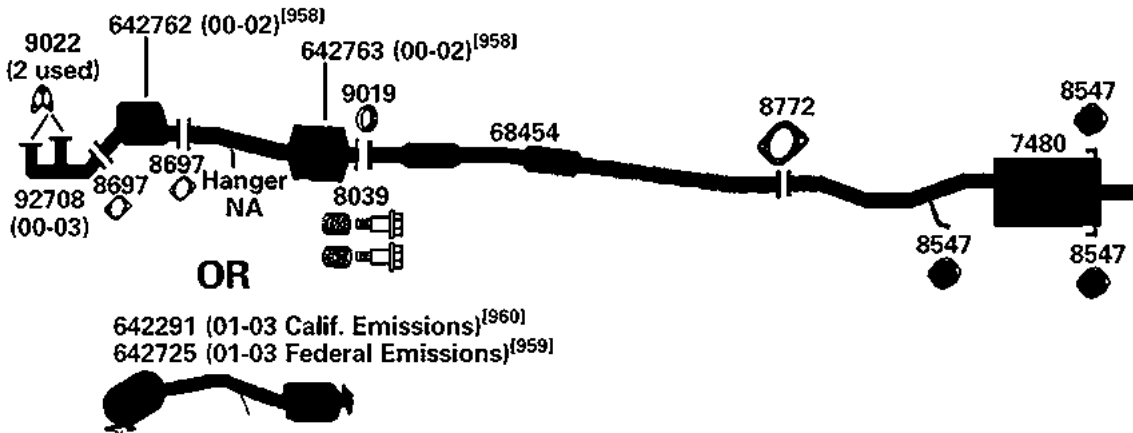 642762 (00-02)[958]
642763 (00-02)[958]
9022
(2 used)
9019
8772
8547
68454
7480
8697
8697
Hanger
NA
92708
(00-03)
8039
8547
8547
OR
642291 (01-03 Calif. Emissions)[960]
642725 (01-03 Federal Emissions)[959]